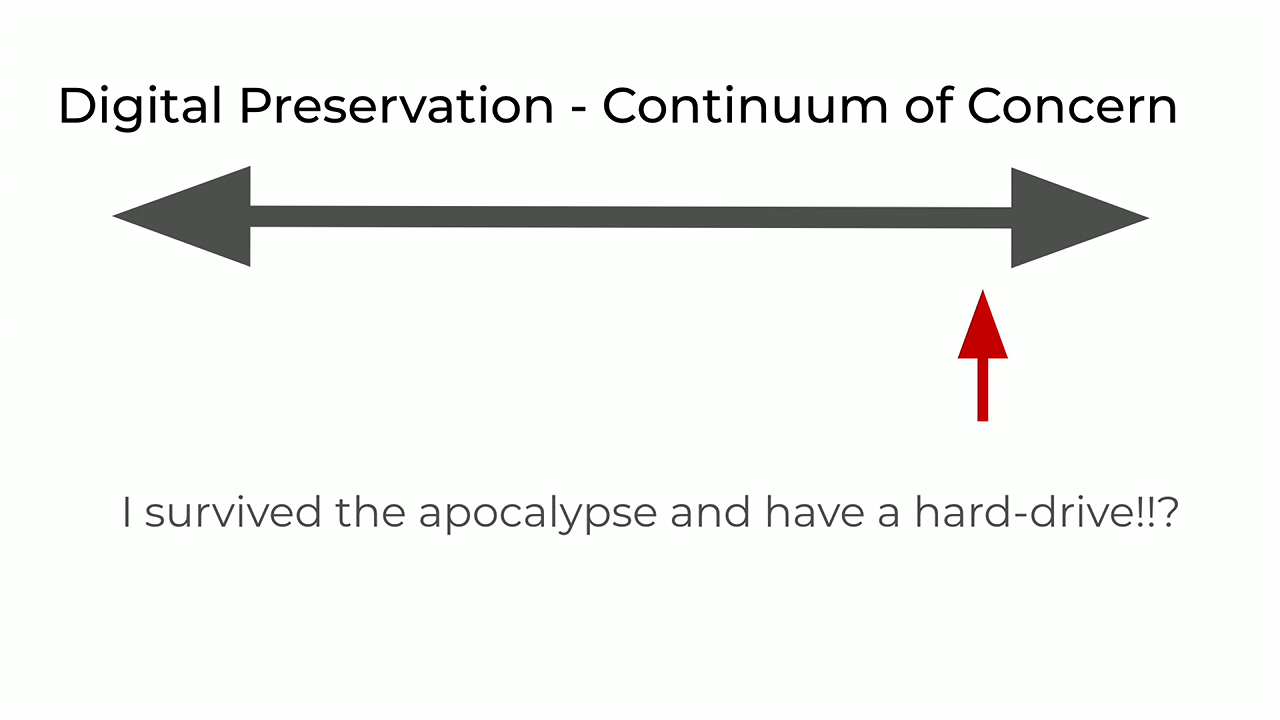 Digital Preservation - Continuum of Concern
I survived the apocalypse and have a hard-drive!!?